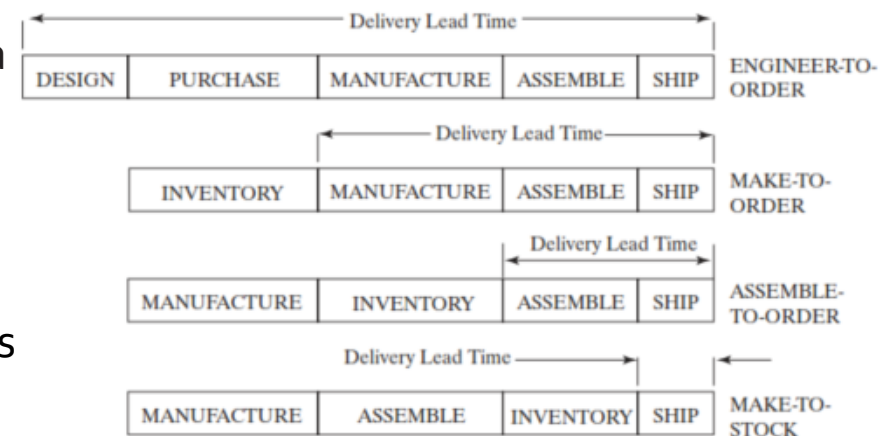 Delivery Lead Time
n
DESIGN PURCHASE MANUFACTURE ASSEMBLE SHIP ENGINEER-TO-
ORDER
Delivery Lead Time
INVENTORY MANUFACTURE ASSEMBLE SHIP MAKE-TO-
ORDER
Delivery Lead Time
MANUFACTURE INVENTORY ASSEMBLE SHIP ASSEMBLE-
TO-ORDER
s
Delivery Lead Time
MANUFACTURE ASSEMBLE INVENTORY SHIP MAKE-TO-
STOCK